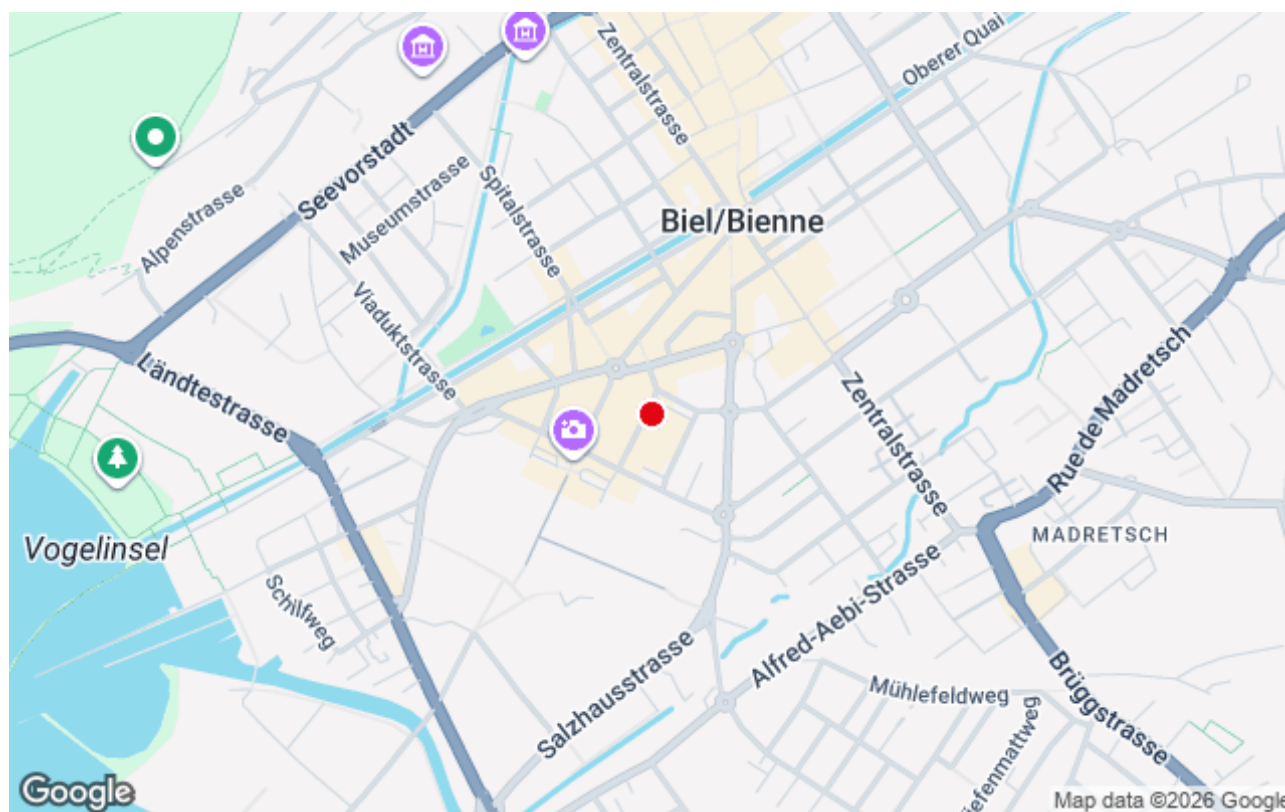 Zentralstrasse
Oberer Quai
Seevorstadt
Museumstrasse
Spitalstrasse
Alpenstrasse
Biel/Bienne
Viaduktstrasse
Ländtestrasse
Zentralstrasse
Rue de Madretsch
Vogelinsel
MADRETSCH
Schilfweg
Alfred-Aebi-Strasse
Salzhausstrasse
Mühlefeldweg
Brüggstrasse
iefenmattweg
Google
Map data ©2026 Google